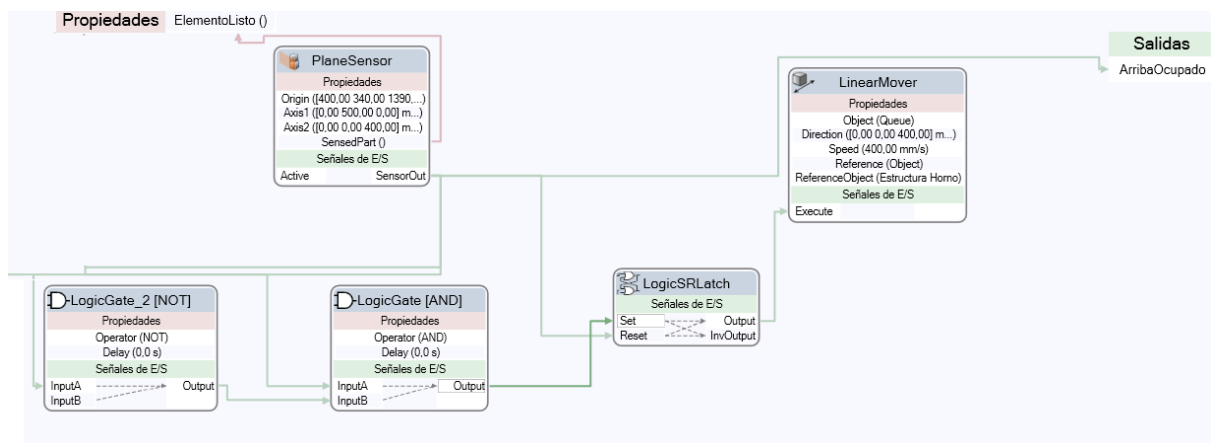 Propiedades ElementoListo ()
PlaneSensor
Propiedades
Origin ([400,00 340,00 1390,...)
Axis1 ([0,00 500,00 0,00] m...)
Axis2 ([0,00 0,00 400,00] m...)
SensedPart ()
Señales de E/S
Active SensorOut
Salidas
ArribaOcupado
LinearMover
Propiedades
Object (Queue)
Direction ([0,00 0,00 400,00] m...)
Speed (400,00 mm/s)
Reference (Object)
ReferenceObject (Estructura Horno)
Señales de E/S
Execute
LogicGate_2 [NOT]
Propiedades
Operator (NOT)
Delay (0,0 s)
Señales de E/S
InputA Output
InputB
LogicGate [AND]
Propiedades
Operator (AND)
Delay (0,0 s)
Señales de E/S
InputA Output
InputB
LogicSRLatch
Señales de E/S
Set Output
Reset InvOutput